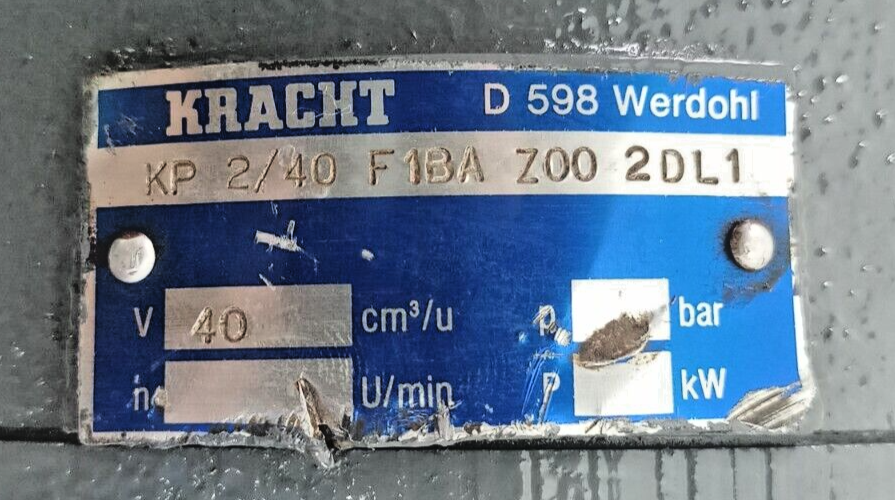 KRACHT D 598 Werdohl
KP 2/40 F1BA Z00 2DL1
V 40 cm³/u p bar
n U/min P kW